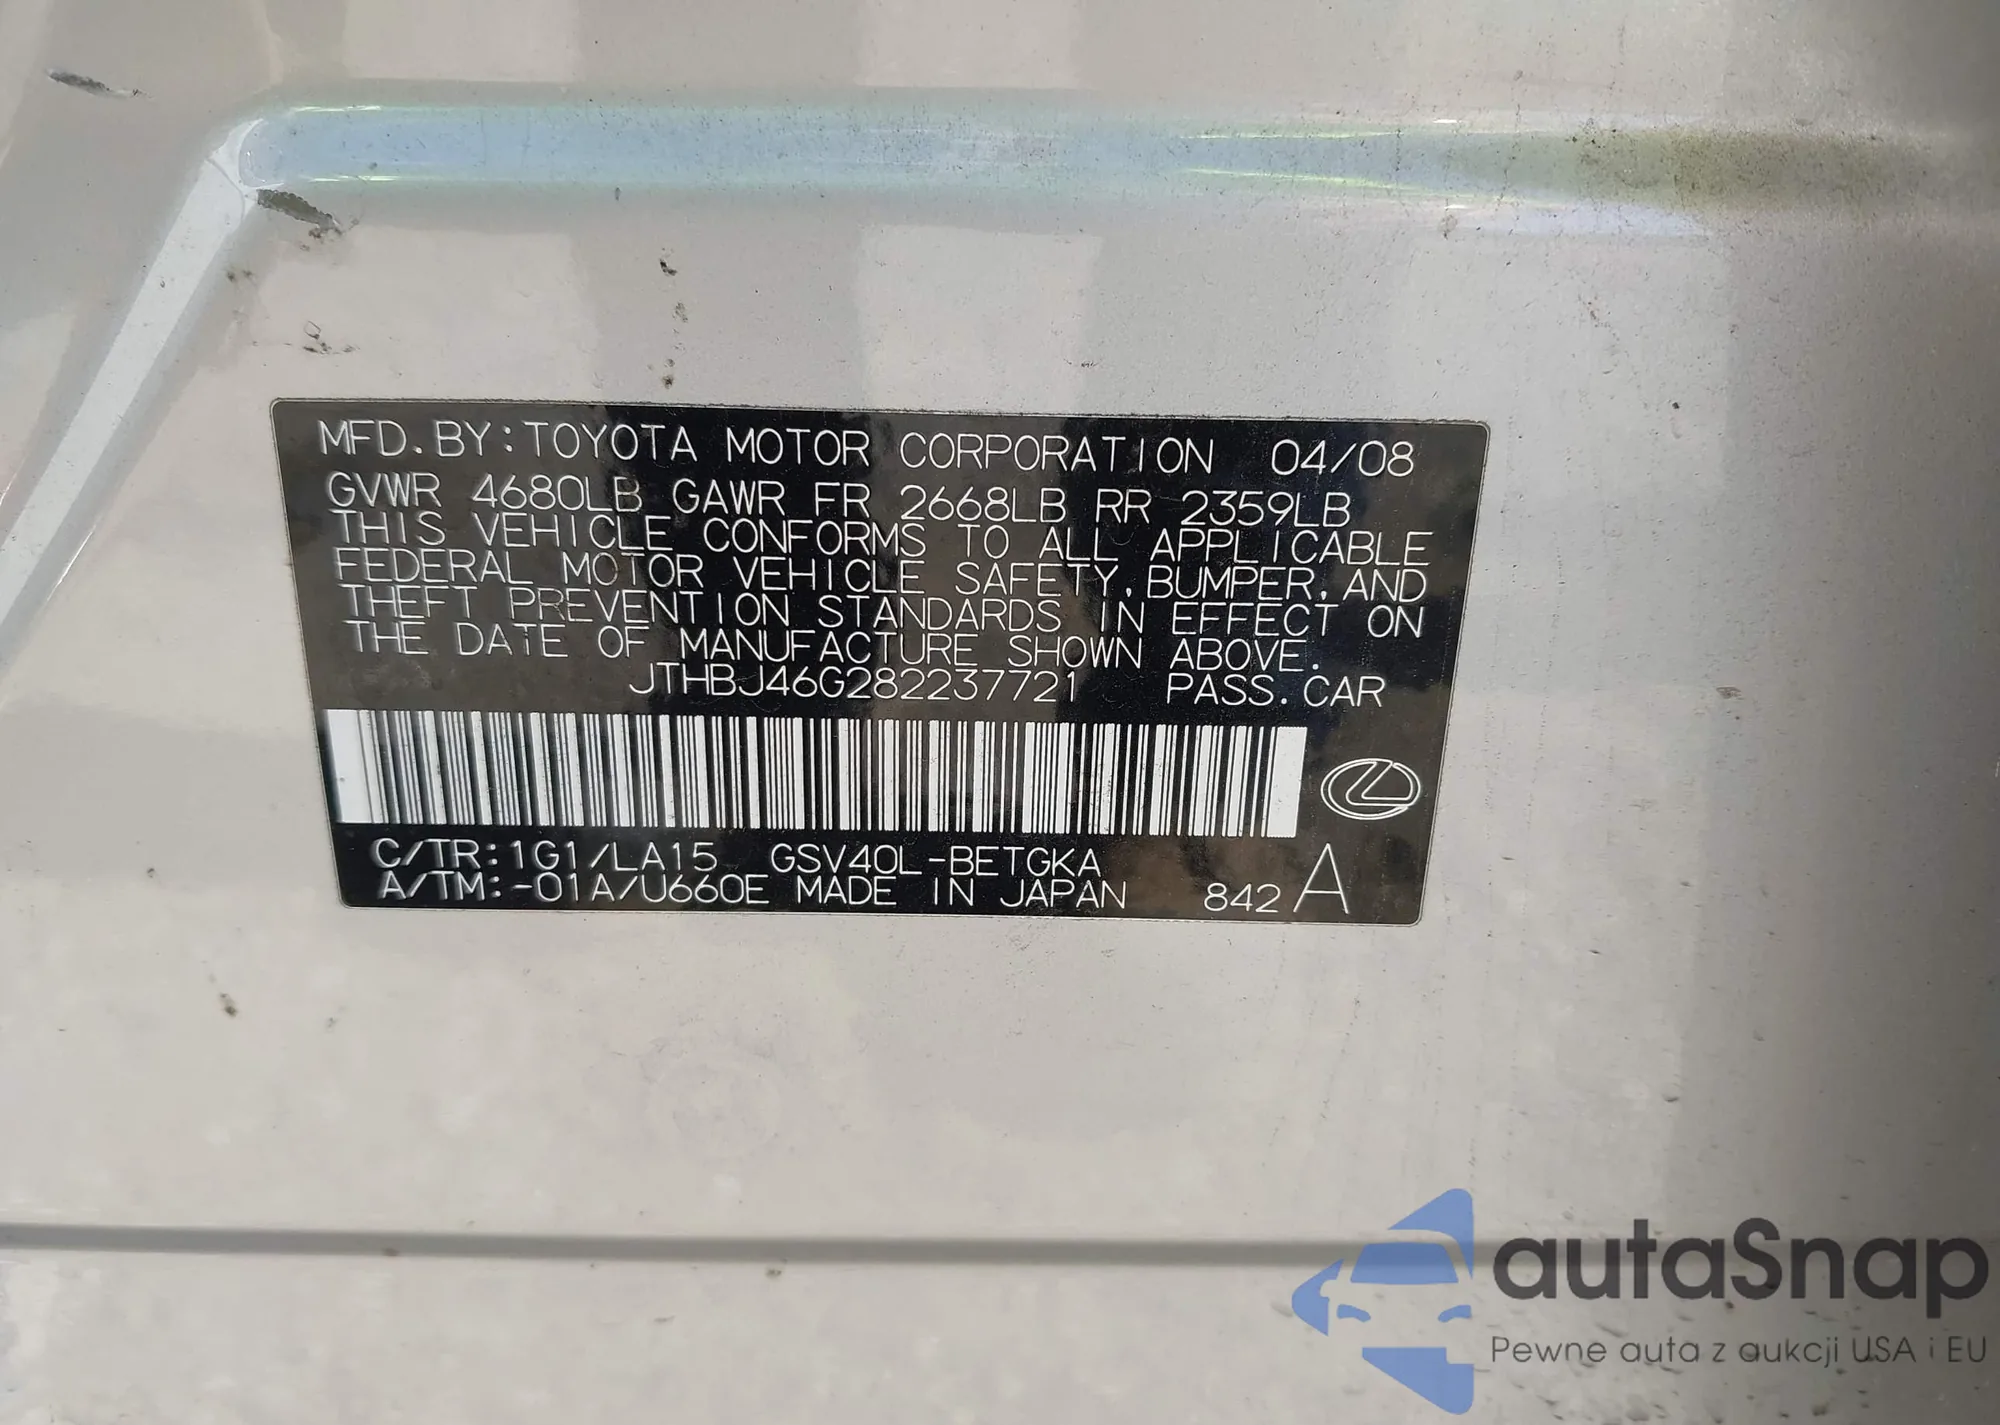 MFD.BY:TOYOTA MOTOR CORPORATION 04/08
GVWR 4680LB GAWR FR 2668LB RR 2359LB
THIS VEHICLE CONFORMS TO ALL APPLICABLE
FEDERAL MOTOR VEHICLE SAFETY,BUMPER,AND
THEFT PREVENTION STANDARDS IN EFFECT ON
THE DATE OF MANUFACTURE SHOWN ABOVE.
JTHBJ46G282237721 PASS.CAR
C/TR:1G1/LA15 GSV40L-BETGKA
A/TM:-01A/U660E MADE IN JAPAN 842 A
autaSnap
Pewne auta z aukcji USA i EU